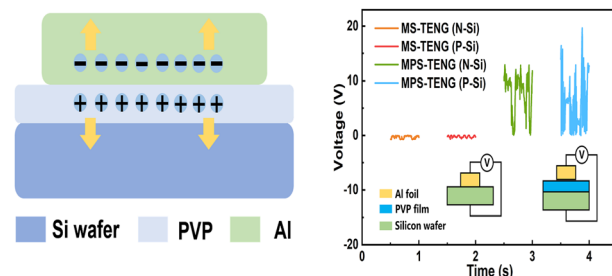 Si wafer
PVP
Al
Voltage (V)
20
10
0
-10
-20
0
1
2
3
4
Time (s)
MS-TENG (N-Si)
MS-TENG (P-Si)
MPS-TENG (N-Si)
MPS-TENG (P-Si)
V
V
Al foil
PVP film
Silicon wafer